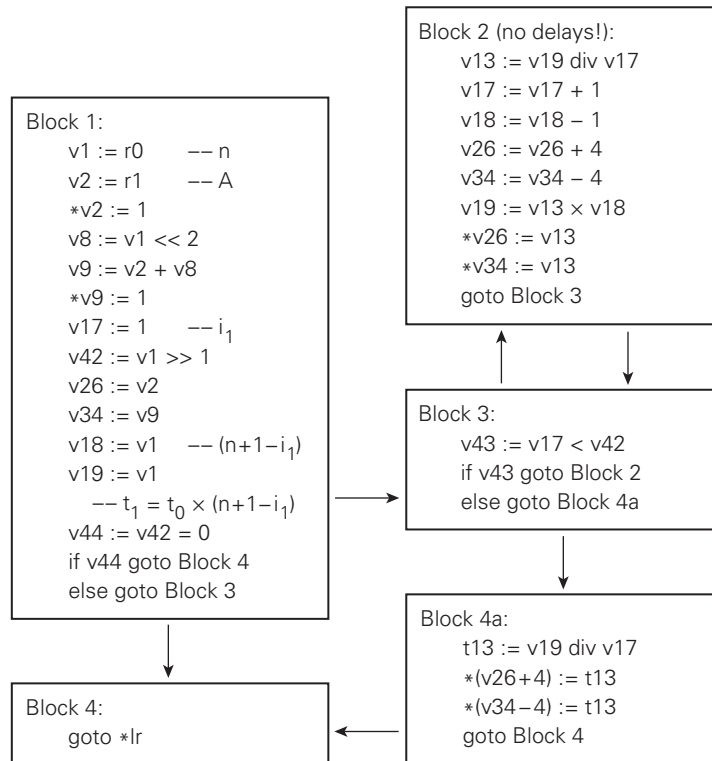 Block 1:
v1 := r0 −− n
v2 := r1 −− A
*v2 := 1
v8 := v1 << 2
v9 := v2 + v8
*v9 := 1
v17 := 1 −− i₁
v42 := v1 >> 1
v26 := v2
v34 := v9
v18 := v1 −− (n+1−i₁)
v19 := v1
−− t₁ = t₀ × (n+1−i₁)
v44 := v42 = 0
if v44 goto Block 4
else goto Block 3
Block 2 (no delays!):
v13 := v19 div v17
v17 := v17 + 1
v18 := v18 − 1
v26 := v26 + 4
v34 := v34 − 4
v19 := v13 × v18
*v26 := v13
*v34 := v13
goto Block 3
Block 3:
v43 := v17 < v42
if v43 goto Block 2
else goto Block 4a
Block 4a:
t13 := v19 div v17
*(v26+4) := t13
*(v34−4) := t13
goto Block 4
Block 4:
goto *lr